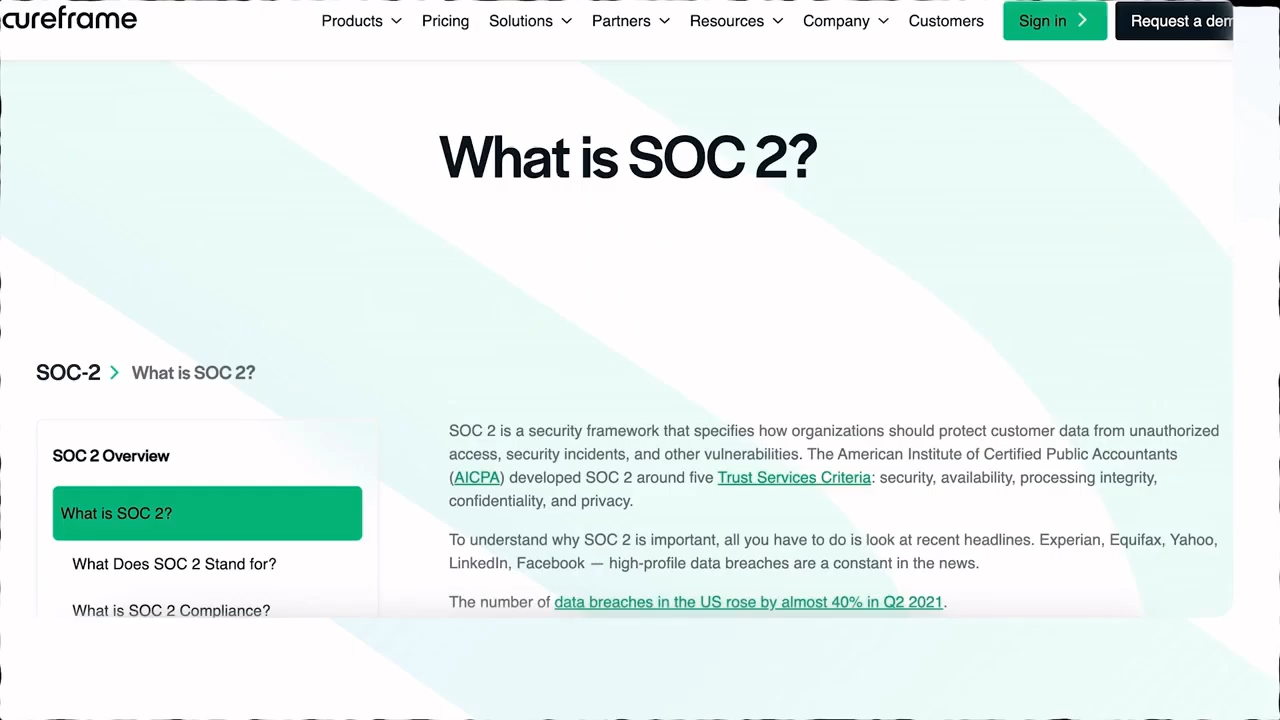 cureframe
Products Pricing Solutions Partners Resources Company Customers Sign in Request a dem
What is SOC 2?
SOC-2 > What is SOC 2?
SOC 2 Overview
What is SOC 2?
What Does SOC 2 Stand for?
What is SOC 2 Compliance?
SOC 2 is a security framework that specifies how organizations should protect customer data from unauthorized
access, security incidents, and other vulnerabilities. The American Institute of Certified Public Accountants
(AICPA) developed SOC 2 around five Trust Services Criteria: security, availability, processing integrity,
confidentiality, and privacy.
To understand why SOC 2 is important, all you have to do is look at recent headlines. Experian, Equifax, Yahoo,
LinkedIn, Facebook — high-profile data breaches are a constant in the news.
The number of data breaches in the US rose by almost 40% in Q2 2021.